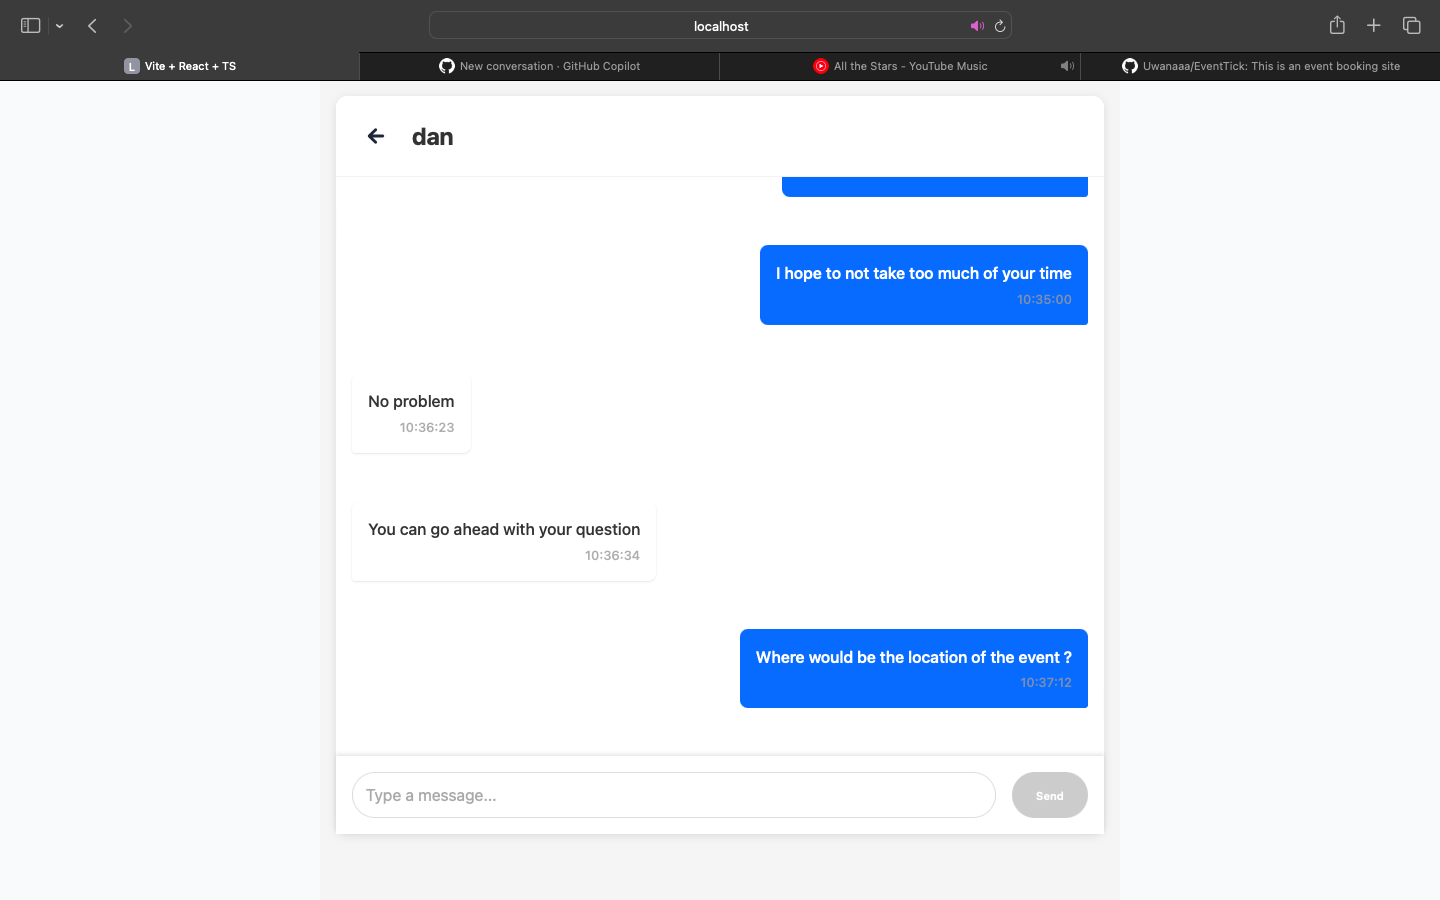 localhost
L Vite + React + TS
New conversation · GitHub Copilot
All the Stars - YouTube Music
Uwanaaa/EventTick: This is an event booking site
dan
I hope to not take too much of your time
10:35:00
No problem
10:36:23
You can go ahead with your question
10:36:34
Where would be the location of the event ?
10:37:12
Type a message...
Send